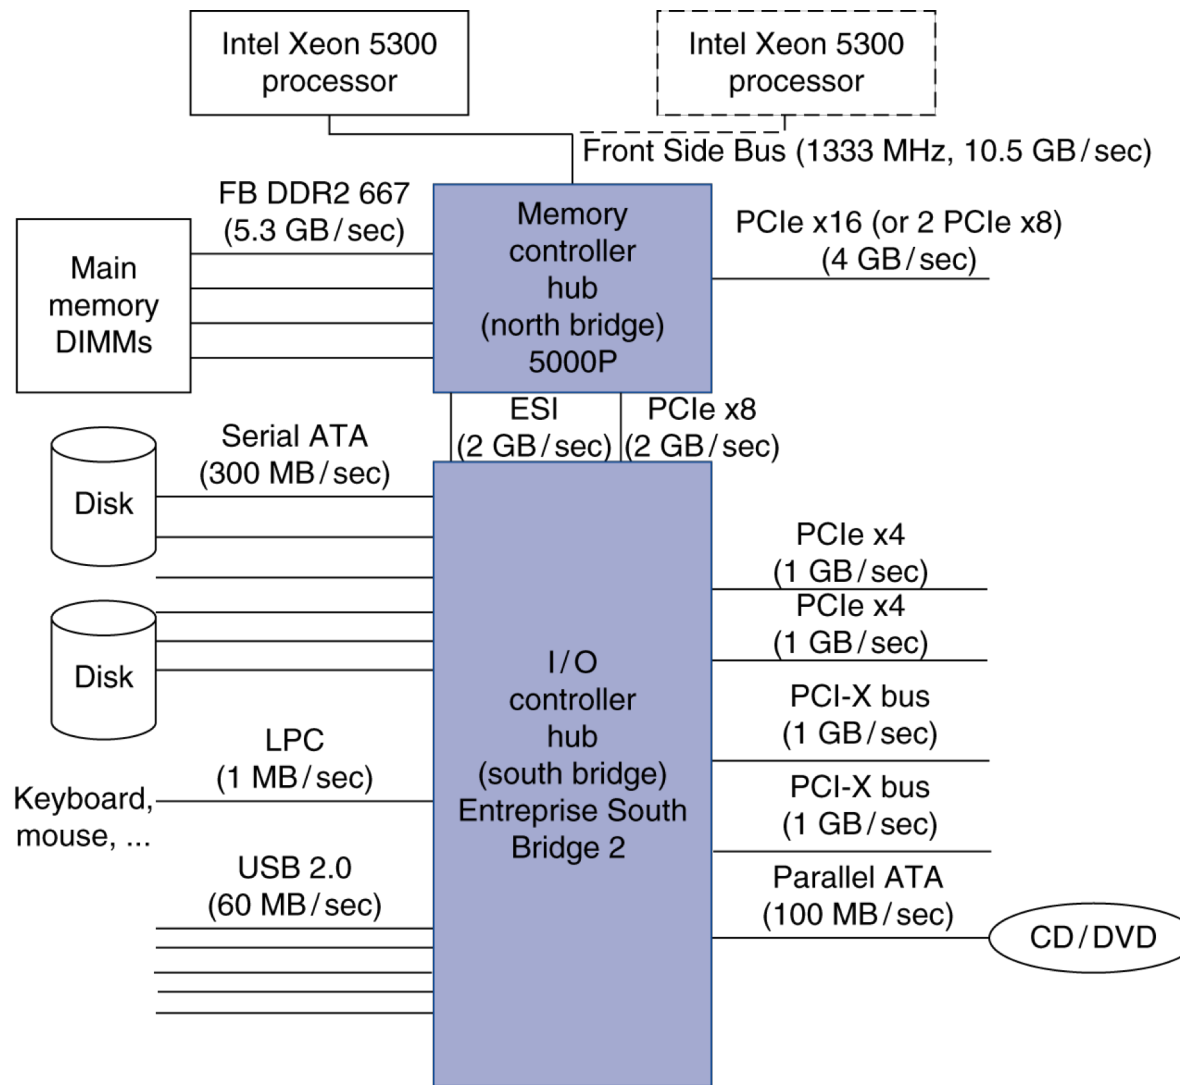 Intel Xeon 5300
processor
Intel Xeon 5300
processor
Front Side Bus (1333 MHz, 10.5 GB/sec)
FB DDR2 667
(5.3 GB/sec)
Main
memory
DIMMs
Memory
controller
hub
(north bridge)
5000P
PCIe x16 (or 2 PCIe x8)
(4 GB/sec)
ESI
(2 GB/sec)
PCIe x8
(2 GB/sec)
Serial ATA
(300 MB/sec)
Disk
Disk
LPC
(1 MB/sec)
Keyboard,
mouse, ...
USB 2.0
(60 MB/sec)
I/O
controller
hub
(south bridge)
Entreprise South
Bridge 2
PCIe x4
(1 GB/sec)
PCIe x4
(1 GB/sec)
PCI-X bus
(1 GB/sec)
PCI-X bus
(1 GB/sec)
Parallel ATA
(100 MB/sec)
CD/DVD